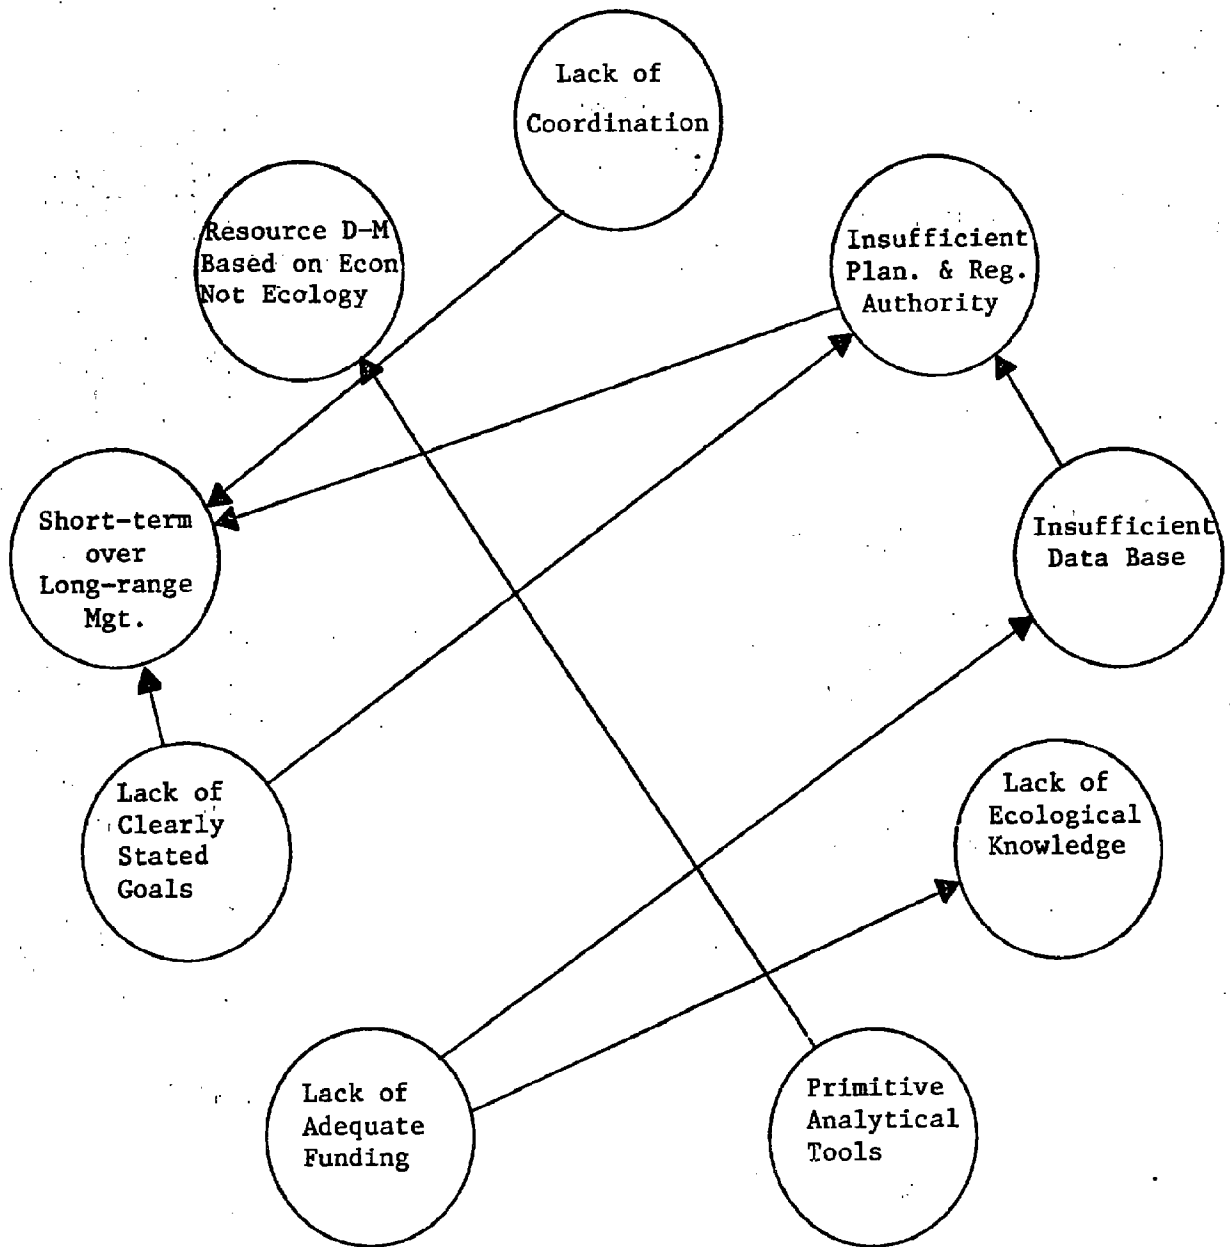 Lack of
Coordination
Resource D-M
Based on Econ
Not Ecology
Insufficient
Plan. & Reg.
Authority
Short-term
over
Long-range
Mgt.
Insufficient
Data Base
Lack of
Clearly
Stated
Goals
Lack of
Ecological
Knowledge
Lack of
Adequate
Funding
Primitive
Analytical
Tools